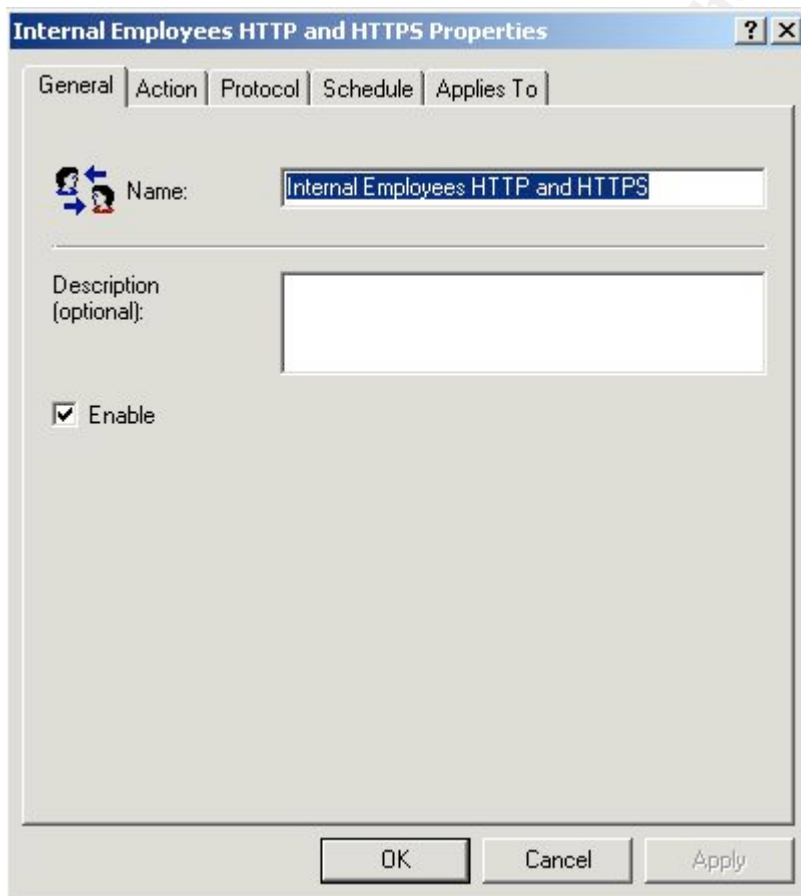 Internal Employees HTTP and HTTPS Properties
General Action Protocol Schedule Applies To
Name: Internal Employees HTTP and HTTPS
Description
(optional):
Enable
OK Cancel Apply